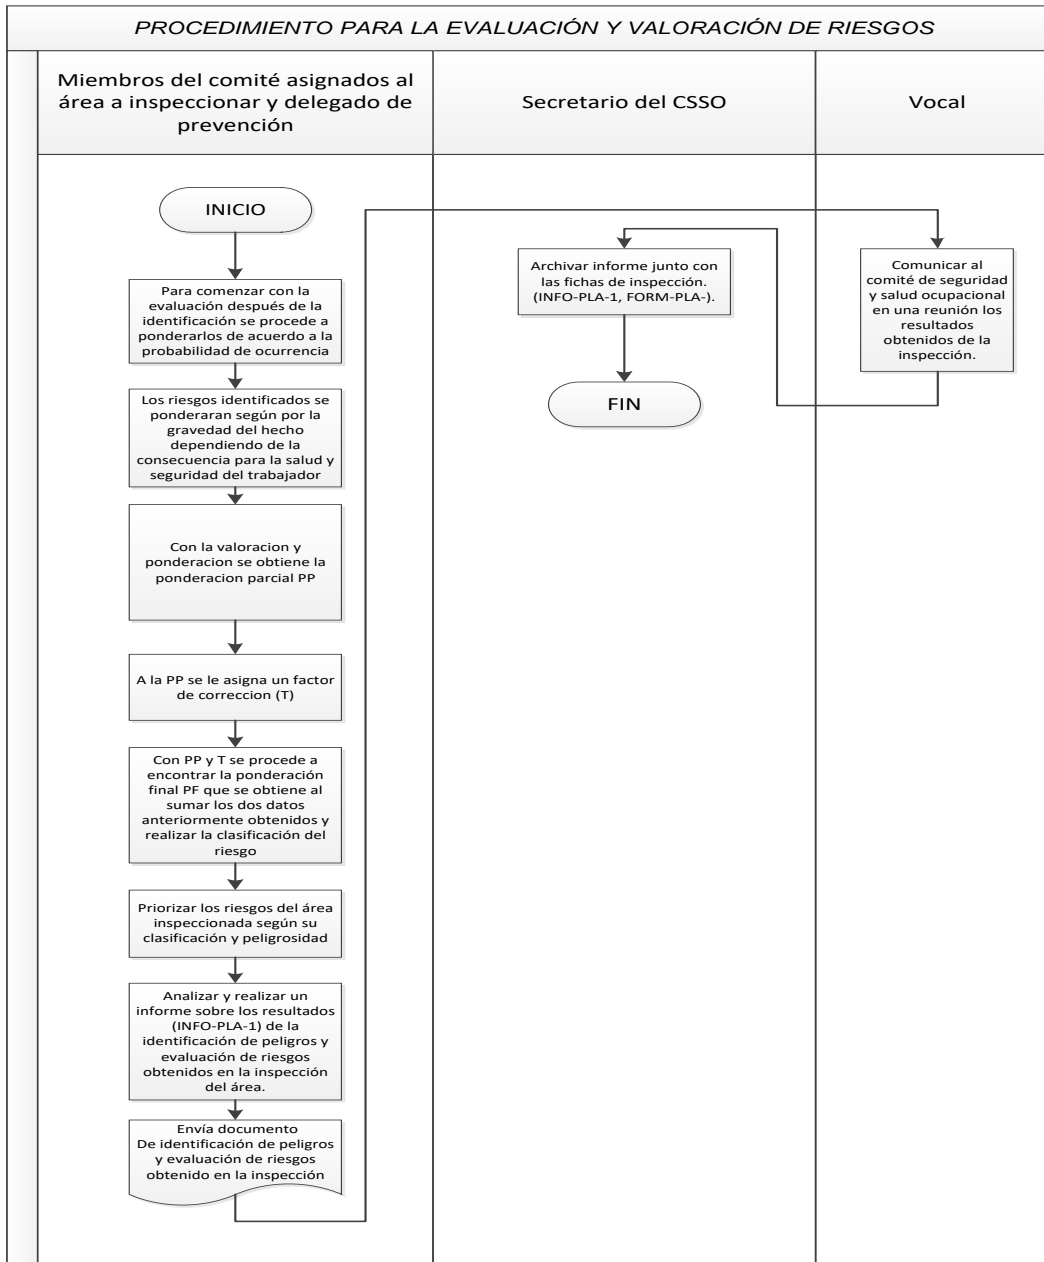 PROCEDIMIENTO PARA LA EVALUACIÓN Y VALORACIÓN DE RIESGOS
Miembros del comité asignados al
área a inspeccionar y delegado de
prevención
Secretario del CSSO
Vocal
INICIO
Para comenzar con la
evaluación después de la
identificación se procede a
ponderarlos de acuerdo a la
probabilidad de ocurrencia
Los riesgos identificados se
ponderaran según por la
gravedad del hecho
dependiendo de la
consecuencia para la salud y
seguridad del trabajador
Con la valoracion y
ponderacion se obtiene la
ponderacion parcial PP
A la PP se le asigna un factor
de correccion (T)
Con PP y T se procede a
encontrar la ponderación
final PF que se obtiene al
sumar los dos datos
anteriormente obtenidos y
realizar la clasificación del
riesgo
Priorizar los riesgos del área
inspeccionada según su
clasificación y peligrosidad
Analizar y realizar un
informe sobre los resultados
(INFO-PLA-1) de la
identificación de peligros y
evaluación de riesgos
obtenidos en la inspección
del área.
Envía documento
De identificación de peligros
y evaluación de riesgos
obtenido en la inspección
Comunicar al
comité de seguridad
y salud ocupacional
en una reunión los
resultados
obtenidos de la
inspección.
Archivar informe junto con
las fichas de inspección.
(INFO-PLA-1, FORM-PLA-).
FIN